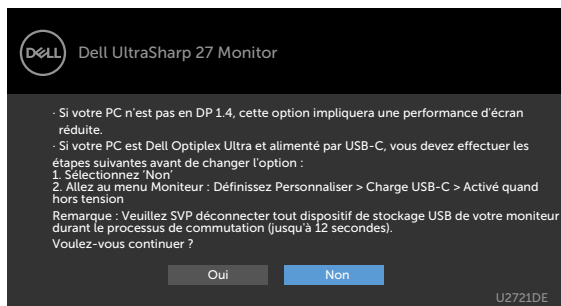 DELL
Dell UltraSharp 27 Monitor
· Si votre PC n'est pas en DP 1.4, cette option impliquera une performance d'écran
réduite.
· Si votre PC est Dell Optiplex Ultra et alimenté par USB-C, vous devez effectuer les
étapes suivantes avant de changer l'option :
1. Sélectionnez 'Non'
2. Allez au menu Moniteur : Définissez Personnaliser > Charge USB-C > Activé quand
hors tension
Remarque : Veuillez SVP déconnecter tout dispositif de stockage USB de votre moniteur
durant le processus de commutation (jusqu'à 12 secondes).
Voulez-vous continuer ?
Oui
Non
U2721DE